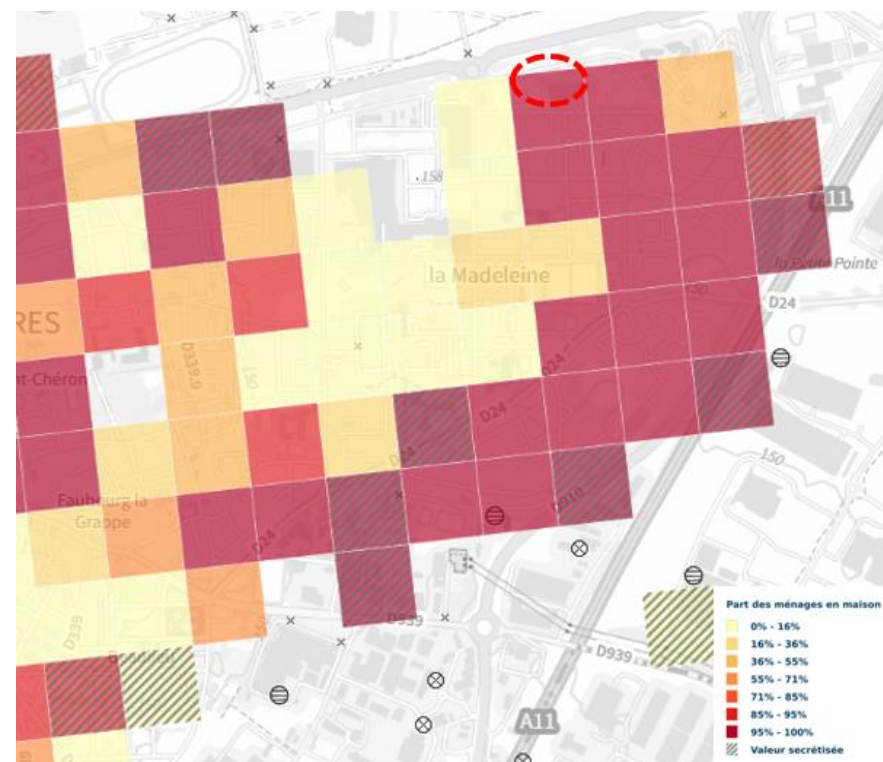 .158
A11
la Madeleine
la Petite Pointe
150
D24
RES
D339.9
150
D24
nt-Chéron
D24
D24
150
Faubourg la
Grappe
D910
D24
D339
D939
D939
A11
Part des ménages en maison
0% - 16%
16% - 36%
36% - 55%
55% - 71%
71% - 85%
85% - 95%
95% - 100%
Valeur secrétisée